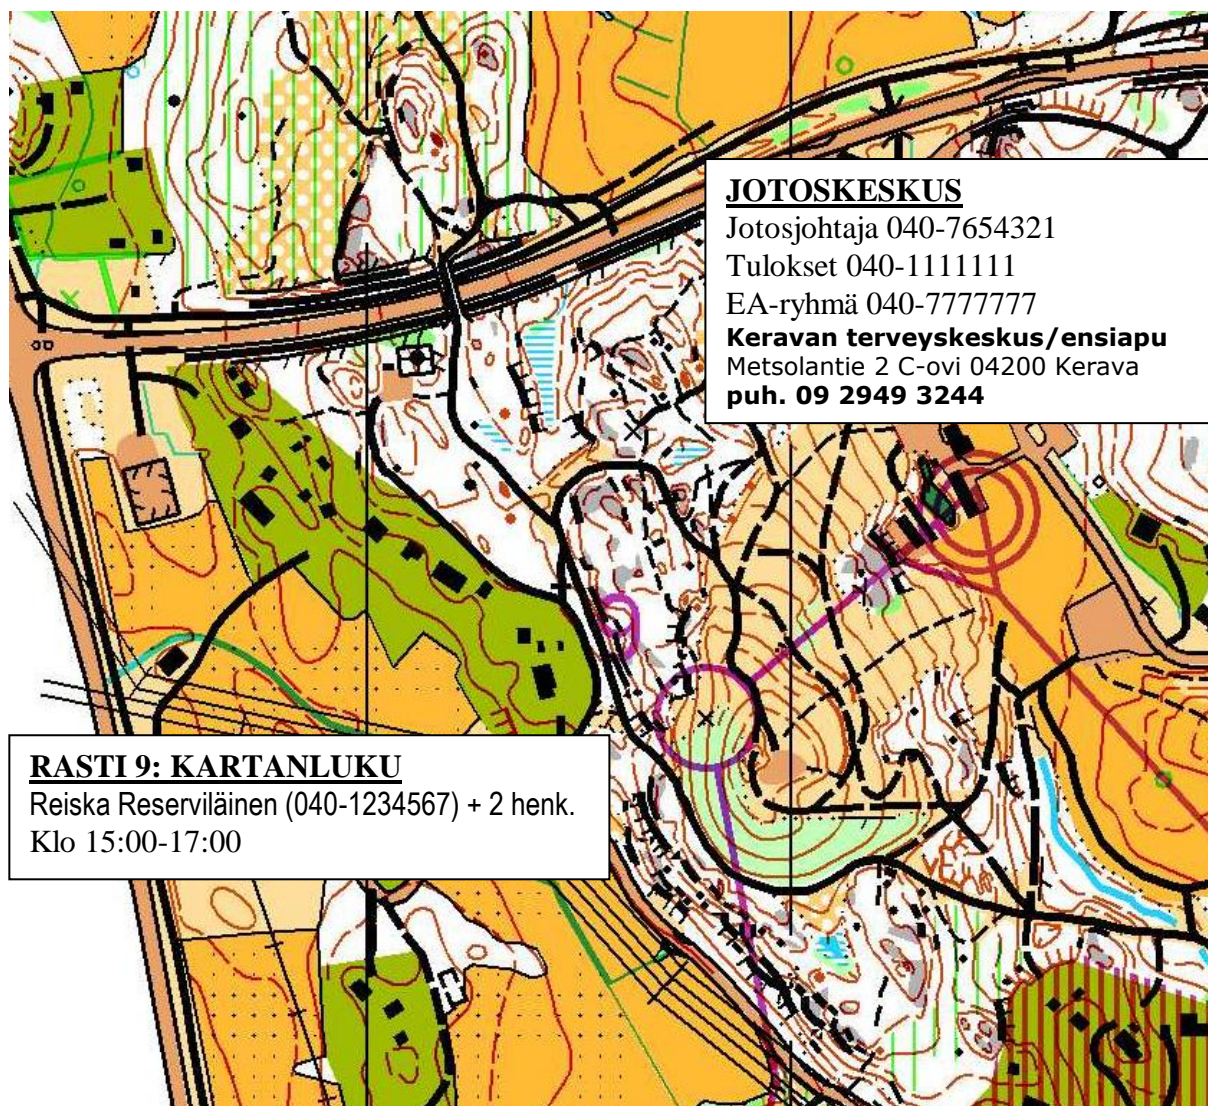 JOTOSKESKUS
Jotosjohtaja 040-7654321
Tulokset 040-1111111
EA-ryhmä 040-7777777
Keravan terveyskeskus/ensiapu
Metsolantie 2 C-ovi 04200 Kerava
puh. 09 2949 3244
RASTI 9: KARTANLUKU
Reiska Reserviläinen (040-1234567) + 2 henk.
Klo 15:00-17:00